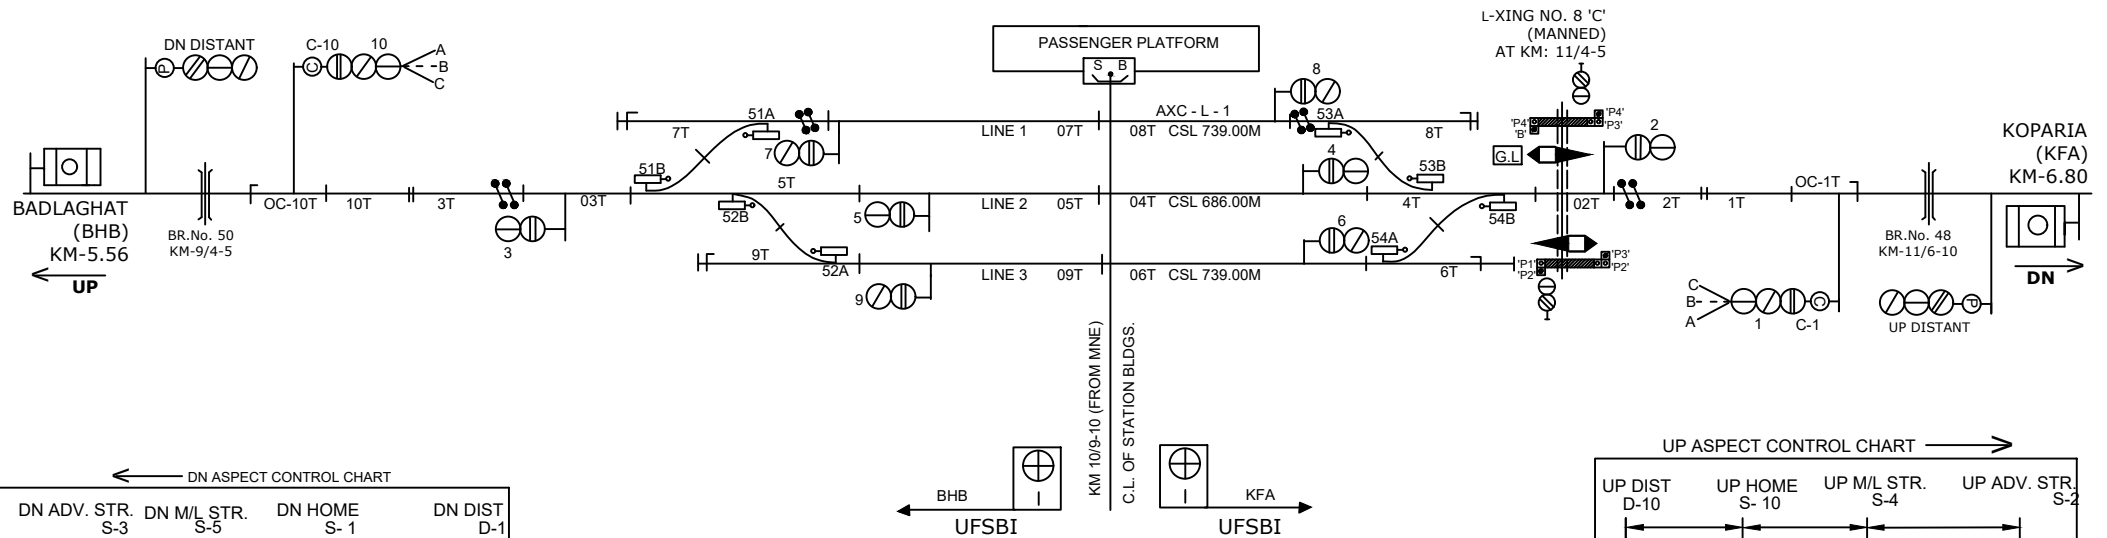 L-XING NO. 8 'C'
(MANNED)
AT KM: 11/4-5
DN DISTANT
P
C-10 10
C
A
B
C
PASSENGER PLATFORM
S B
8
51A
AXC - L - 1
53A
'P4'
'P4'
'P3'
'B'
2
KOPARIA
(KFA)
KM-6.80
7T
LINE 1 07T
08T CSL 739.00M
8T
7
4
G.L
51B
53B
5T
BADLAGHAT
(BHB)
KM-5.56
UP
BR.No. 50
KM-9/4-5
OC-10T 10T 3T
03T
3
52B
5
LINE 2 05T
04T CSL 686.00M
4T
54B
02T
2T
1T
OC-1T
BR.No. 48
KM-11/6-10
DN
6
54A
9T
52A
LINE 3 09T
06T CSL 739.00M
6T
'P1'
'P2'
'P3'
'P2'
9
C
B
A
1
C-1
C
P
UP DISTANT
KM 10/9-10 (FROM MNE)
C.L. OF STATION BLDGS.
BHB
UFSBI
KFA
UFSBI
DN ASPECT CONTROL CHART
DN ADV. STR. DN M/L STR. DN HOME DN DIST
S-3 S-5 S- 1 D-1
UP ASPECT CONTROL CHART
UP DIST UP HOME UP M/L STR. UP ADV. STR.
D-10 S- 10 S-4 S-2